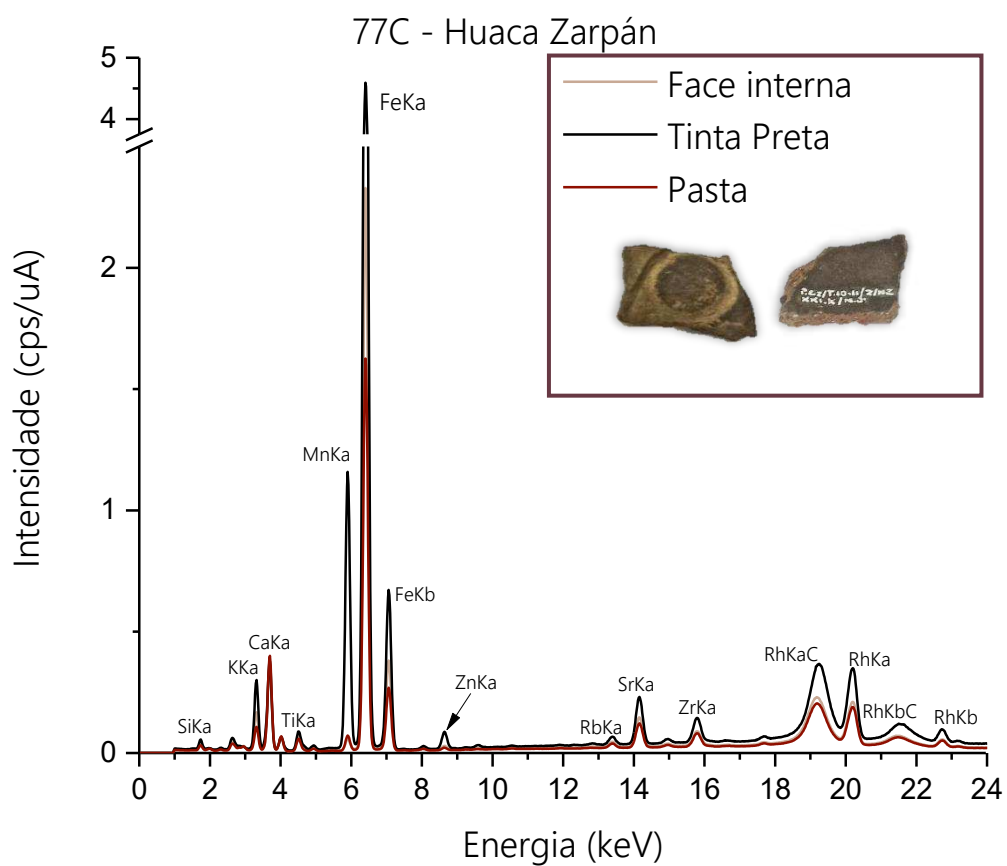 77C - Huaca Zarpán
Face interna
Tinta Preta
Pasta
Intensidade (cps/uA)
5
4
2
1
0
FeKa
MnKa
FeKb
CaKa
KKa
SiKa
TiKa
ZnKa
RbKa
SrKa
ZrKa
RhKaC
RhKa
RhKbC
RhKb
0 2 4 6 8 10 12 14 16 18 20 22 24
Energia (keV)